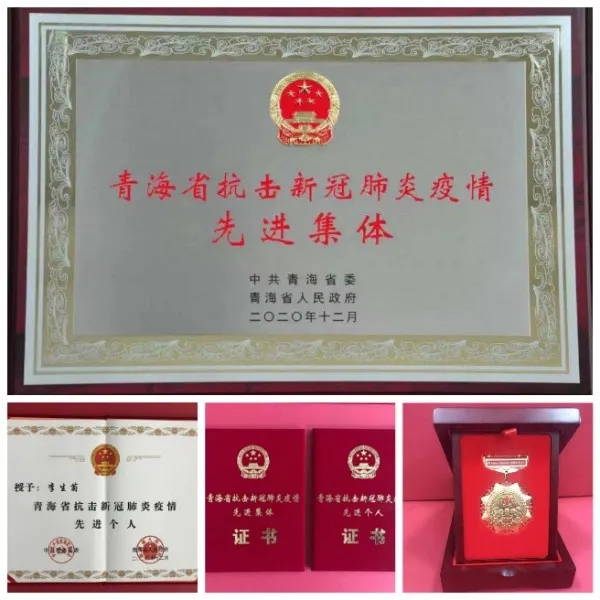 青海省抗击新冠肺炎疫情
先进集体
中共青海省委
青海省人民政府
二〇二〇年十二月
授予:李生菊
青海省抗击新冠肺炎疫情
先进个人
青海省抗击新冠肺炎疫情
先进集体
证书
青海省抗击新冠肺炎疫
先进个人
证书